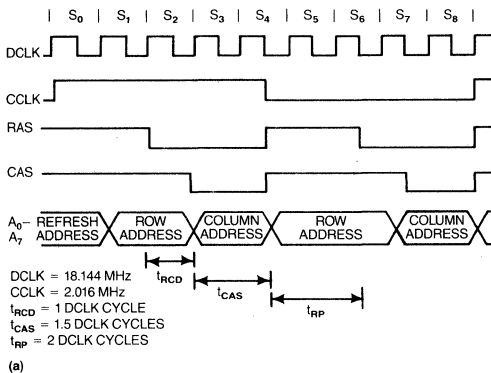 | S0 | S1 | S2 | S3 | S4 | S5 | S6 | S7 | S8 |
DCLK
CCLK
RAS
CAS
A0– REFRESH ROW COLUMN ROW COLUMN
A7 ADDRESS ADDRESS ADDRESS ADDRESS ADDRESS
tRCD
tCAS
tRP
DCLK = 18.144 MHz
CCLK = 2.016 MHz
tRCD = 1 DCLK CYCLE
tCAS = 1.5 DCLK CYCLES
tRP = 2 DCLK CYCLES
(a)